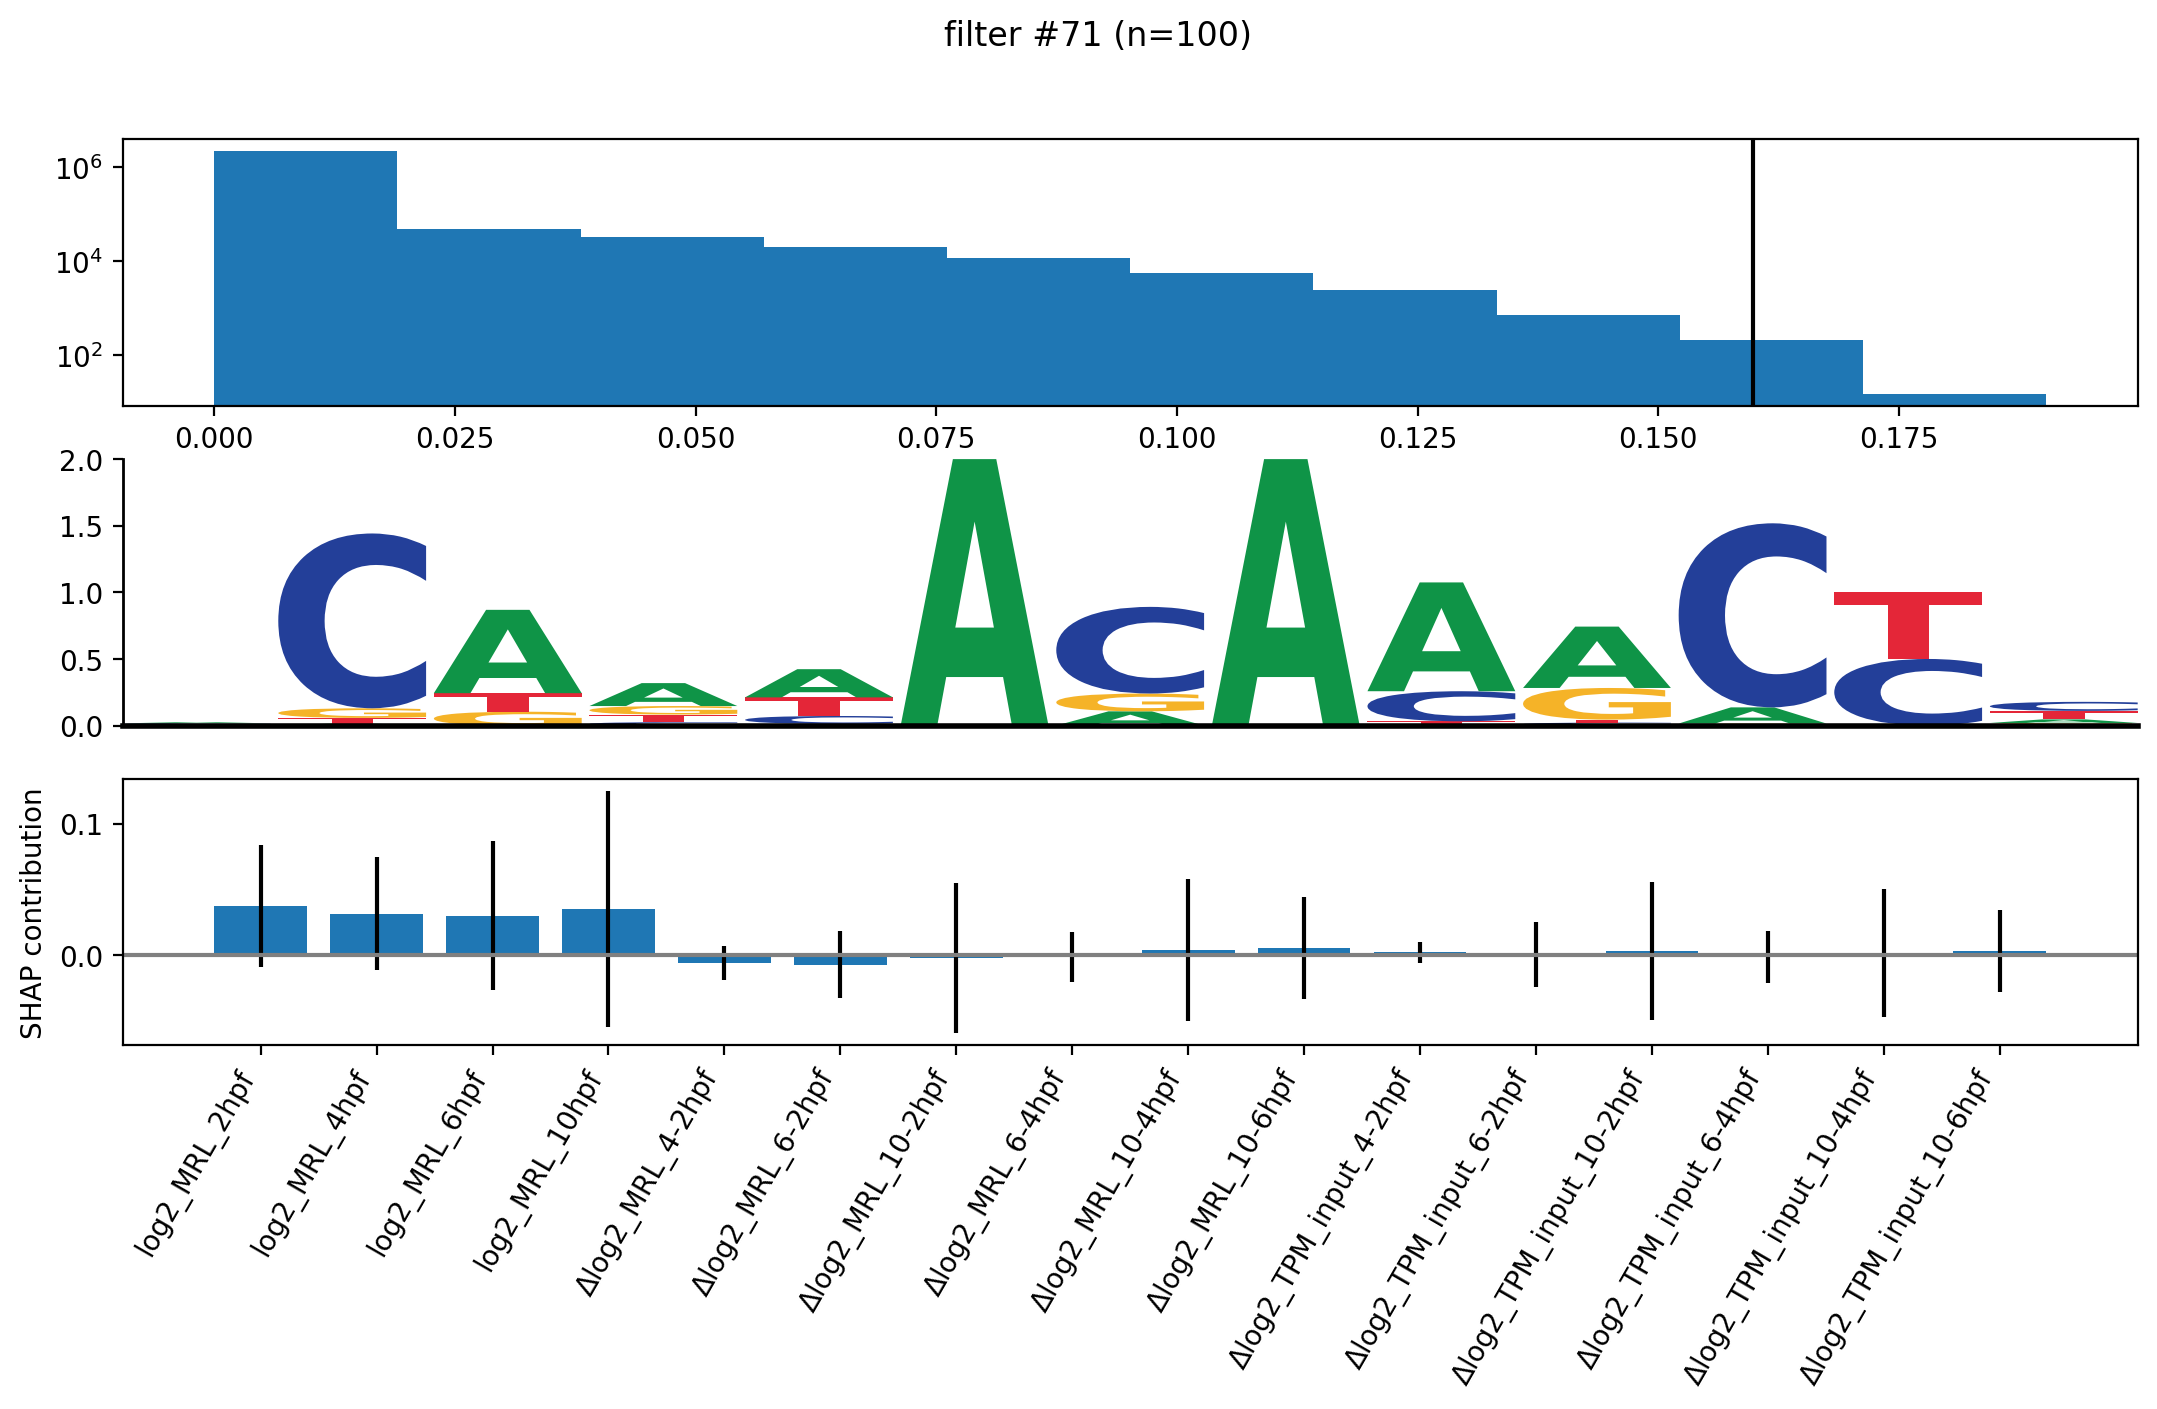 filter #71 (n=100)
10^6
10^4
10^2
0.000 0.025 0.050 0.075 0.100 0.125 0.150 0.175
2.0
1.5
1.0
0.5
0.0
C A A A A C A A A C T C
G T G T G C G C A T
T G T C A T T A
SHAP contribution
0.1
0.0
log2_MRL_2hpf
log2_MRL_4hpf
log2_MRL_6hpf
log2_MRL_10hpf
Δlog2_MRL_4-2hpf
Δlog2_MRL_6-2hpf
Δlog2_MRL_10-2hpf
Δlog2_MRL_6-4hpf
Δlog2_MRL_10-4hpf
Δlog2_MRL_10-6hpf
Δlog2_TPM_input_4-2hpf
Δlog2_TPM_input_6-2hpf
Δlog2_TPM_input_10-2hpf
Δlog2_TPM_input_6-4hpf
Δlog2_TPM_input_10-4hpf
Δlog2_TPM_input_10-6hpf